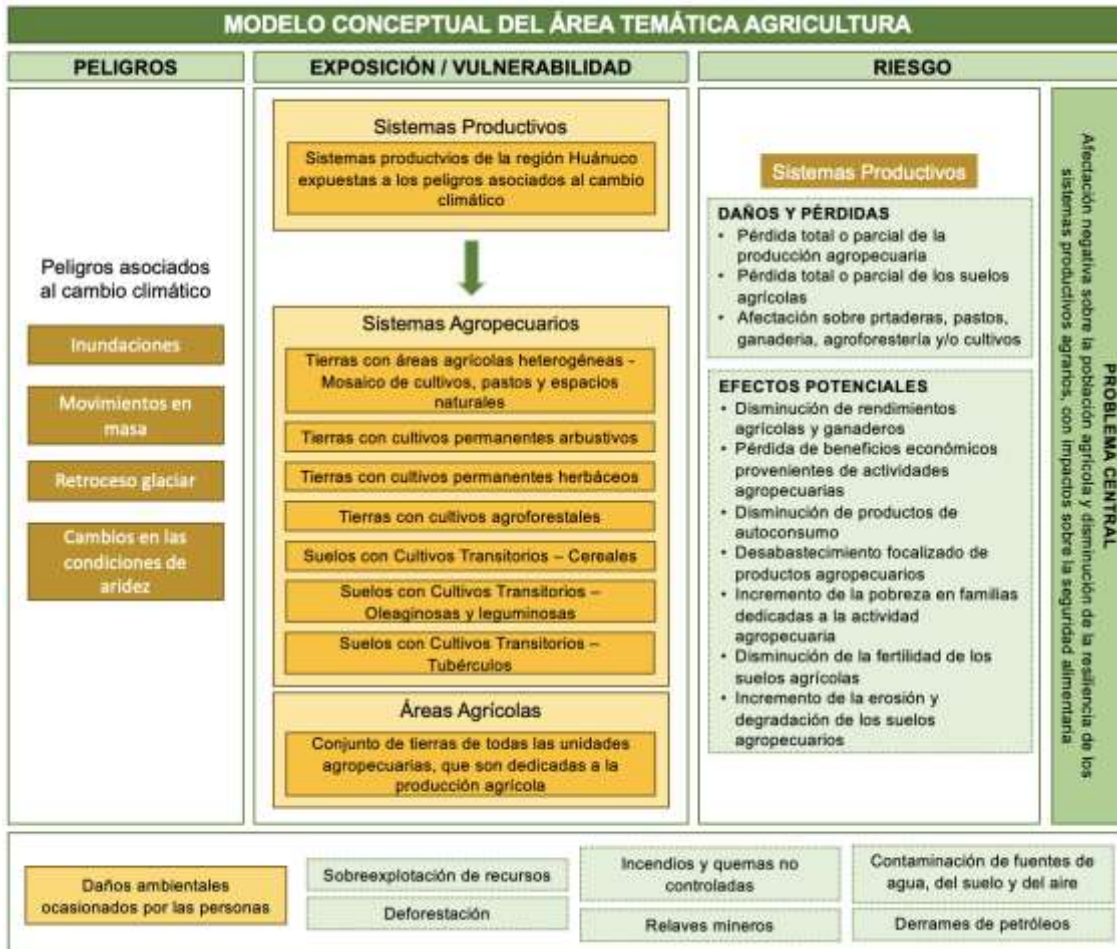 MODELO CONCEPTUAL DEL ÁREA TEMÁTICA AGRICULTURA
PELIGROS
EXPOSICIÓN / VULNERABILIDAD
RIESGO
Peligros asociados
al cambio climático
Inundaciones
Movimientos en
masa
Retroceso glaciar
Cambios en las
condiciones de
aridez
Sistemas Productivos
Sistemas productvios de la región Huánuco
expuestas a los peligros asociados al cambio
climático
Sistemas Agropecuarios
Tierras con áreas agrícolas heterogéneas -
Mosaico de cultivos, pastos y espacios
naturales
Tierras con cultivos permanentes arbustivos
Tierras con cultivos permanentes herbáceos
Tierras con cultivos agroforestales
Suelos con Cultivos Transitorios – Cereales
Suelos con Cultivos Transitorios –
Oleaginosas y leguminosas
Suelos con Cultivos Transitorios –
Tubérculos
Áreas Agrícolas
Conjunto de tierras de todas las unidades
agropecuarias, que son dedicadas a la
producción agrícola
Sistemas Productivos
DAÑOS Y PÉRDIDAS
• Pérdida total o parcial de la
producción agropecuaria
• Pérdida total o parcial de los suelos
agrícolas
• Afectación sobre prtaderas, pastos,
ganaderia, agroforestería y/o cultivos
EFECTOS POTENCIALES
• Disminución de rendimientos
agrícolas y ganaderos
• Pérdida de beneficios económicos
provenientes de actividades
agropecuarias
• Disminución de productos de
autoconsumo
• Desabastecimiento focalizado de
productos agropecuarios
• Incremento de la pobreza en familias
dedicadas a la actividad
agropecuaria
• Disminución de la fertilidad de los
suelos agrícolas
• Incremento de la erosión y
degradación de los suelos
agropecuarios
PROBLEMA CENTRAL
Afectación negativa sobre la población agrícola y disminución de la resiliencia de los
sistemas productivos agrarios, con impactos sobre la seguridad alimentaria
Daños ambientales
ocasionados por las personas
Sobreexplotación de recursos
Deforestación
Incendios y quemas no
controladas
Relaves mineros
Contaminación de fuentes de
agua, del suelo y del aire
Derrames de petróleos